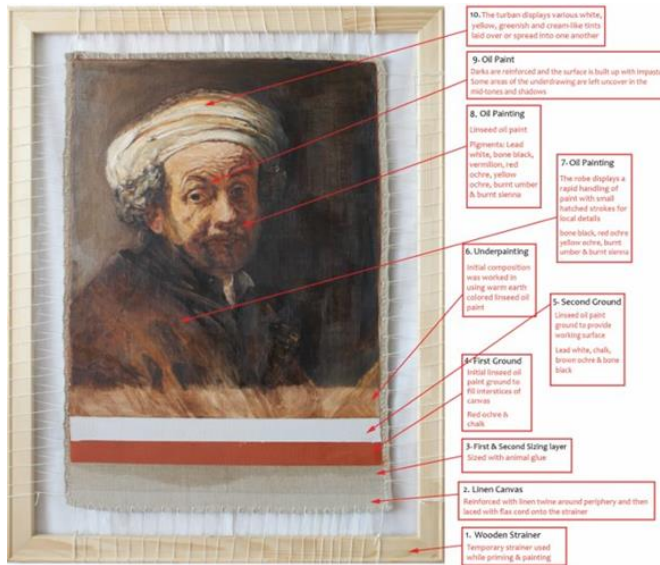 10. The turban displays various white,
yellow, greenish and cream-like tints
laid over or spread into one another
9- Oil Paint
Darks are reinforced and the surface is built up with impasto
Some areas of the underdrawing are left uncover in the
mid-tones and shadows
8. Oil Painting
Linseed oil paint
Pigments: Lead
white, bone black,
vermilion, red
ochre, yellow
ochre, burnt umber
& burnt sienna
7- Oil Painting
The robe displays a
rapid handling of
paint with small
hatched strokes for
local details
bone black, red ochre
yellow ochre, burnt
umber & burnt sienna
6. Underpainting
Initial composition
was worked in
using warm earth
colored linseed oil
paint
5- Second Ground
Linseed oil paint
ground to provide
working surface
Lead white, chalk,
brown ochre & bone
black
4-First Ground
Initial linseed oil
paint ground to
fill interstices of
canvas
Red ochre &
chalk
3-First & Second Sizing layer
Sized with animal glue
2. Linen Canvas
Reinforced with linen twine around periphery and then
laced with flax cord onto the strainer
1. Wooden Strainer
Temporary strainer used
while priming & painting